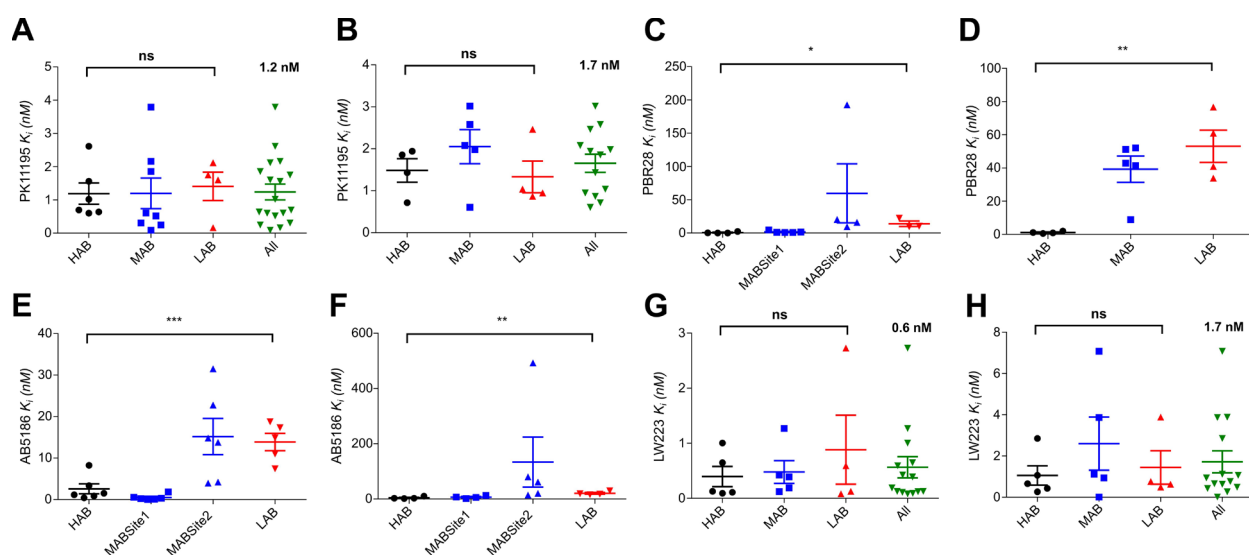 A
ns
1.2 nM
PK11195 Ki (nM)
5
4
3
2
1
0
HAB
MAB
LAB
All
B
ns
1.7 nM
PK11195 Ki (nM)
4
3
2
1
0
HAB
MAB
LAB
All
C
*
PBR28 Ki (nM)
250
200
150
100
50
0
HAB
MABSite1
MABSite2
LAB
D
**
PBR28 Ki (nM)
100
80
60
40
20
0
HAB
MAB
LAB
E
***
AB5186 Ki (nM)
40
30
20
10
0
HAB
MABSite1
MABSite2
LAB
F
**
AB5186 Ki (nM)
600
400
200
0
HAB
MABSite1
MABSite2
LAB
G
ns
0.6 nM
LW223 Ki (nM)
3
2
1
0
HAB
MAB
LAB
All
H
ns
1.7 nM
LW223 Ki (nM)
8
6
4
2
0
HAB
MAB
LAB
All